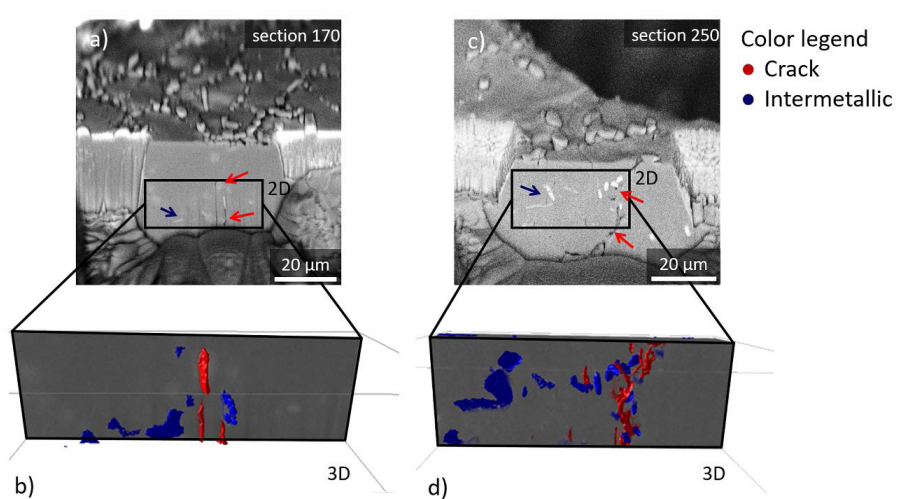 a)
section 170
2D
20 µm
c)
section 250
2D
20 µm
Color legend
Crack
Intermetallic
b)
3D
d)
3D